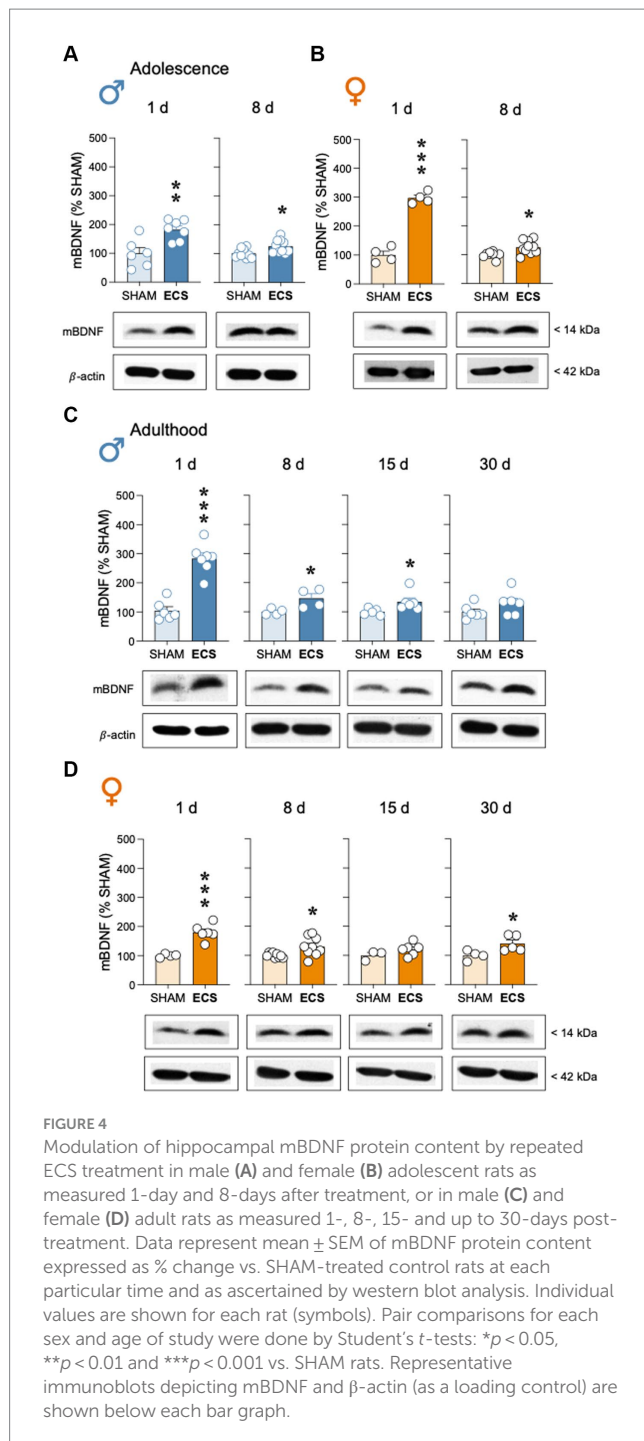 A
B
♂ Adolescence
♀
1 d
8 d
1 d
8 d
mBDNF (% SHAM)
500
400
300
200
100
0
**
*
SHAM ECS
SHAM ECS
mBDNF (% SHAM)
500
400
300
200
100
0
***
*
SHAM ECS
SHAM ECS
mBDNF
< 14 kDa
β-actin
< 42 kDa
C
♂ Adulthood
1 d
8 d
15 d
30 d
mBDNF (% SHAM)
500
400
300
200
100
0
***
*
*
SHAM ECS
SHAM ECS
SHAM ECS
SHAM ECS
mBDNF
β-actin
D
♀
1 d
8 d
15 d
30 d
mBDNF (% SHAM)
500
400
300
200
100
0
***
*
*
SHAM ECS
SHAM ECS
SHAM ECS
SHAM ECS
< 14 kDa
< 42 kDa
FIGURE 4
Modulation of hippocampal mBDNF protein content by repeated
ECS treatment in male (A) and female (B) adolescent rats as
measured 1-day and 8-days after treatment, or in male (C) and
female (D) adult rats as measured 1-, 8-, 15- and up to 30-days post-
treatment. Data represent mean ± SEM of mBDNF protein content
expressed as % change vs. SHAM-treated control rats at each
particular time and as ascertained by western blot analysis. Individual
values are shown for each rat (symbols). Pair comparisons for each
sex and age of study were done by Student’s t-tests: *p < 0.05,
**p < 0.01 and ***p < 0.001 vs. SHAM rats. Representative
immunoblots depicting mBDNF and β-actin (as a loading control) are
shown below each bar graph.